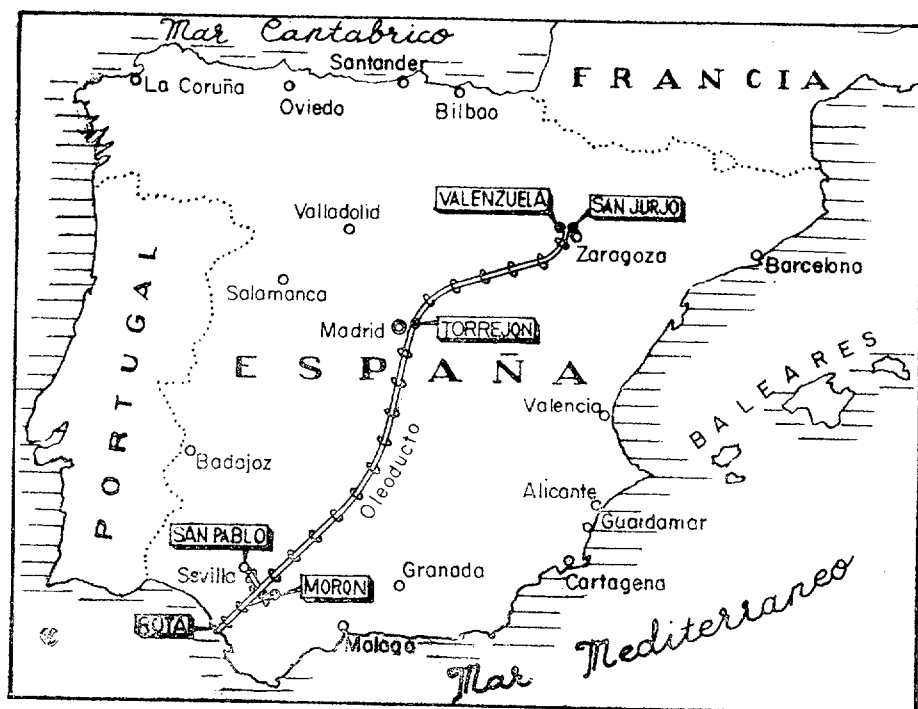 Mar Cantabrico
Santander
FRANCIA
La Coruña
Oviedo
Bilbao
VALENZUELA
SAN JURJO
Valladolid
Zaragoza
Barcelona
Salamanca
Madrid
TORREJON
PORTUGAL
ESPAÑA
BALEARES
Valencia
Badajoz
Oleoducto
Alicante
Guardamar
SAN PABLO
Sevilla
MORON
Granada
Cartagena
ROTA
Malaga
Mar Mediterraneo